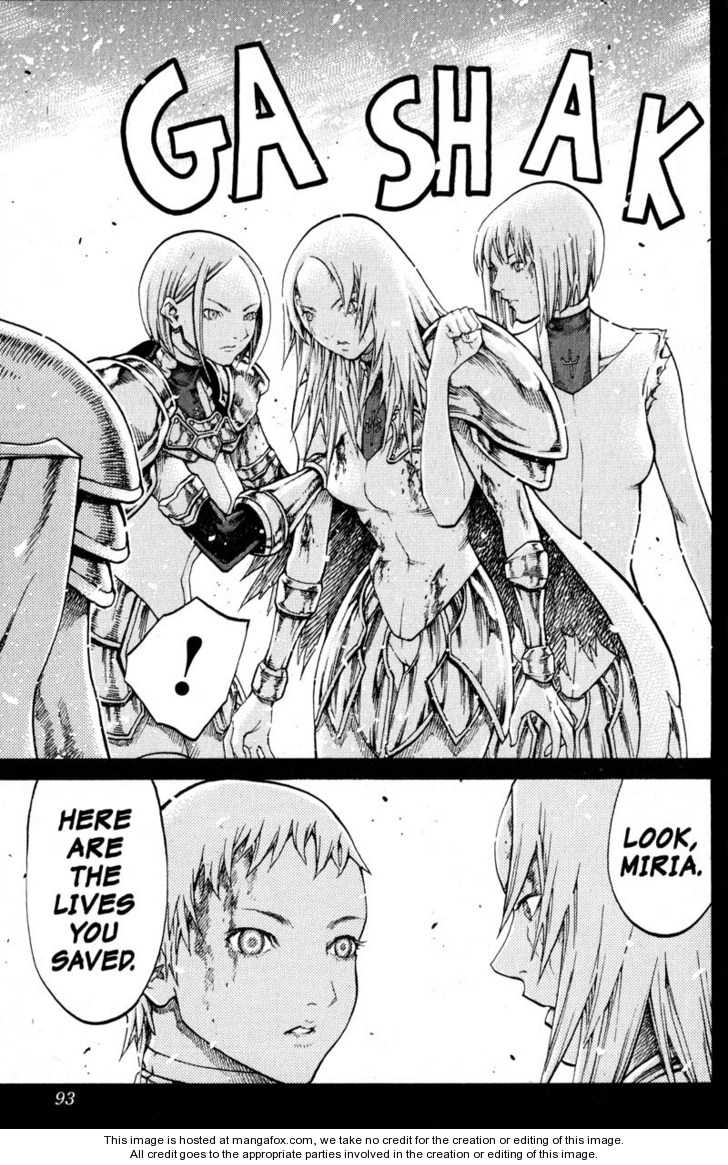 GA SHAK
!
LOOK,
MIRIA.
HERE
ARE
THE
LIVES
YOU
SAVED.
93
This image is hosted at mangafox.com, we take no credit for the creation or editing of this image.
All credit goes to the appropriate parties involved in the creation or editing of this image.